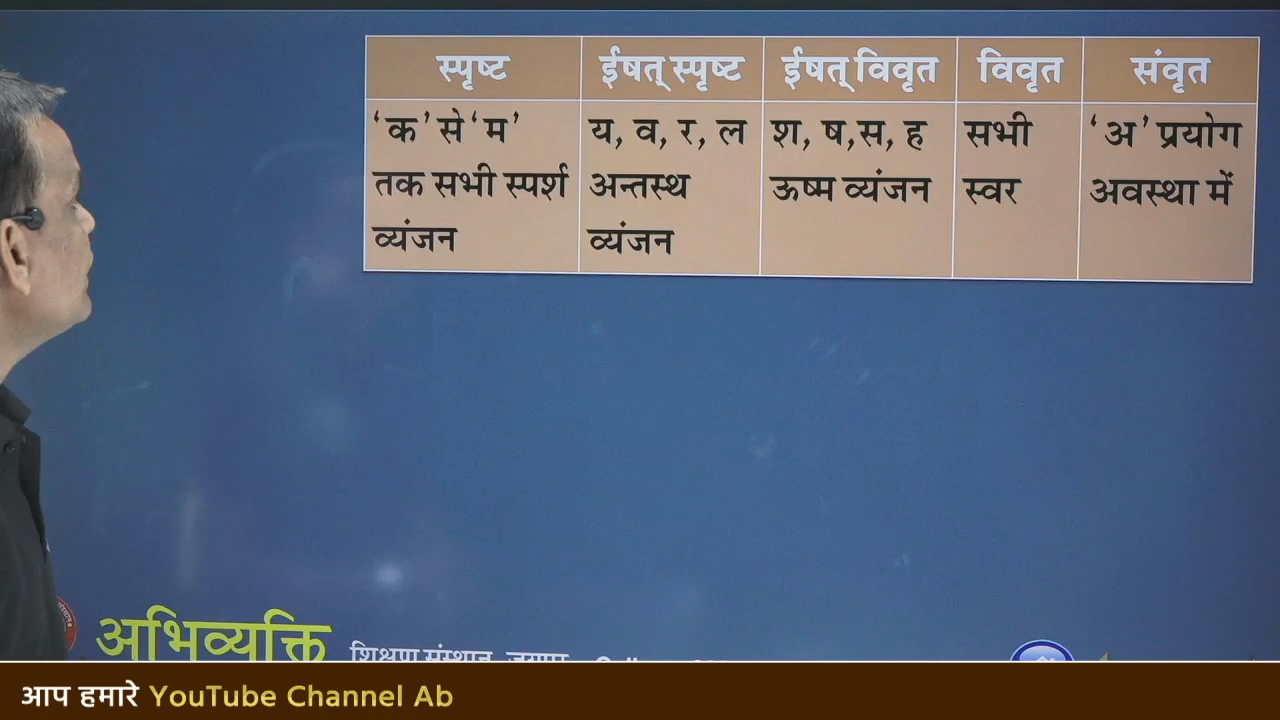 स्पृष्ट ईषत् स्पृष्ट ईषत् विवृत विवृत संवृत
‘क’ से ‘म’ य, व, र, ल श, ष,स, ह सभी ‘अ’ प्रयोग
तक सभी स्पर्श अन्तस्थ ऊष्म व्यंजन स्वर अवस्था में
व्यंजन व्यंजन
अभिव्यक्ति शिक्षण संस्थान
आप हमारे YouTube Channel Ab